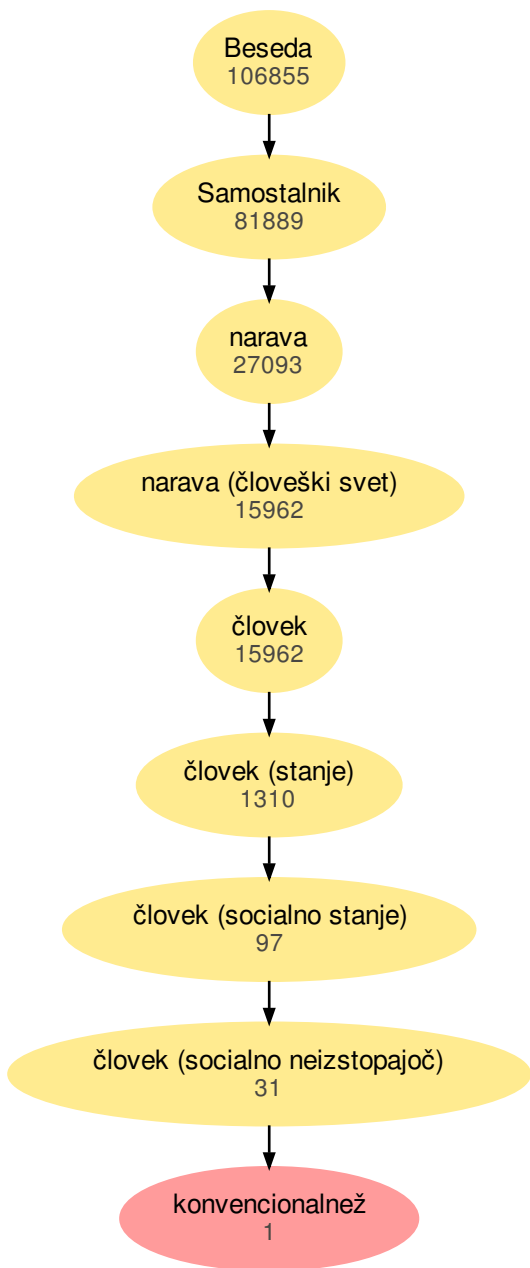 Beseda
106855
Samostalnik
81889
narava
27093
narava (človeški svet)
15962
človek
15962
človek (stanje)
1310
človek (socialno stanje)
97
človek (socialno neizstopajoč)
31
konvencionalnež
1